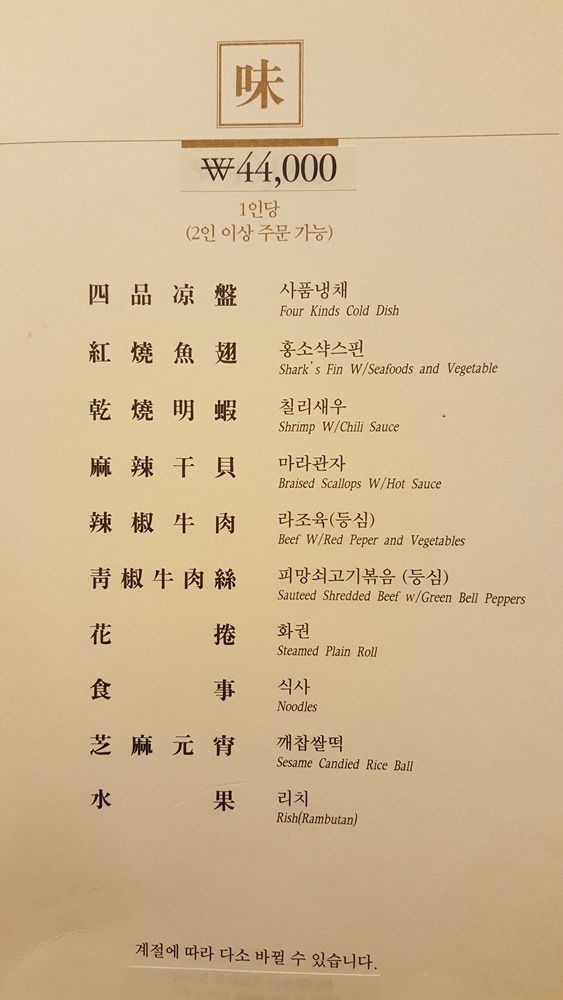 味
₩44,000
1인당
(2인 이상 주문 가능)
四品凉盤 사품냉채
Four Kinds Cold Dish
紅燒魚翅 홍소샥스핀
Shark's Fin W/Seafoods and Vegetable
乾燒明蝦 칠리새우
Shrimp W/Chili Sauce
麻辣干貝 마라관자
Braised Scallops W/Hot Sauce
辣椒牛肉 라조육(등심)
Beef W/Red Peper and Vegetables
靑椒牛肉絲 피망쇠고기볶음 (등심)
Sauteed Shredded Beef w/Green Bell Peppers
花捲 화권
Steamed Plain Roll
食事 식사
Noodles
芝麻元宵 깨찹쌀떡
Sesame Candied Rice Ball
水果 리치
Rish(Rambutan)
계절에 따라 다소 바뀔 수 있습니다.